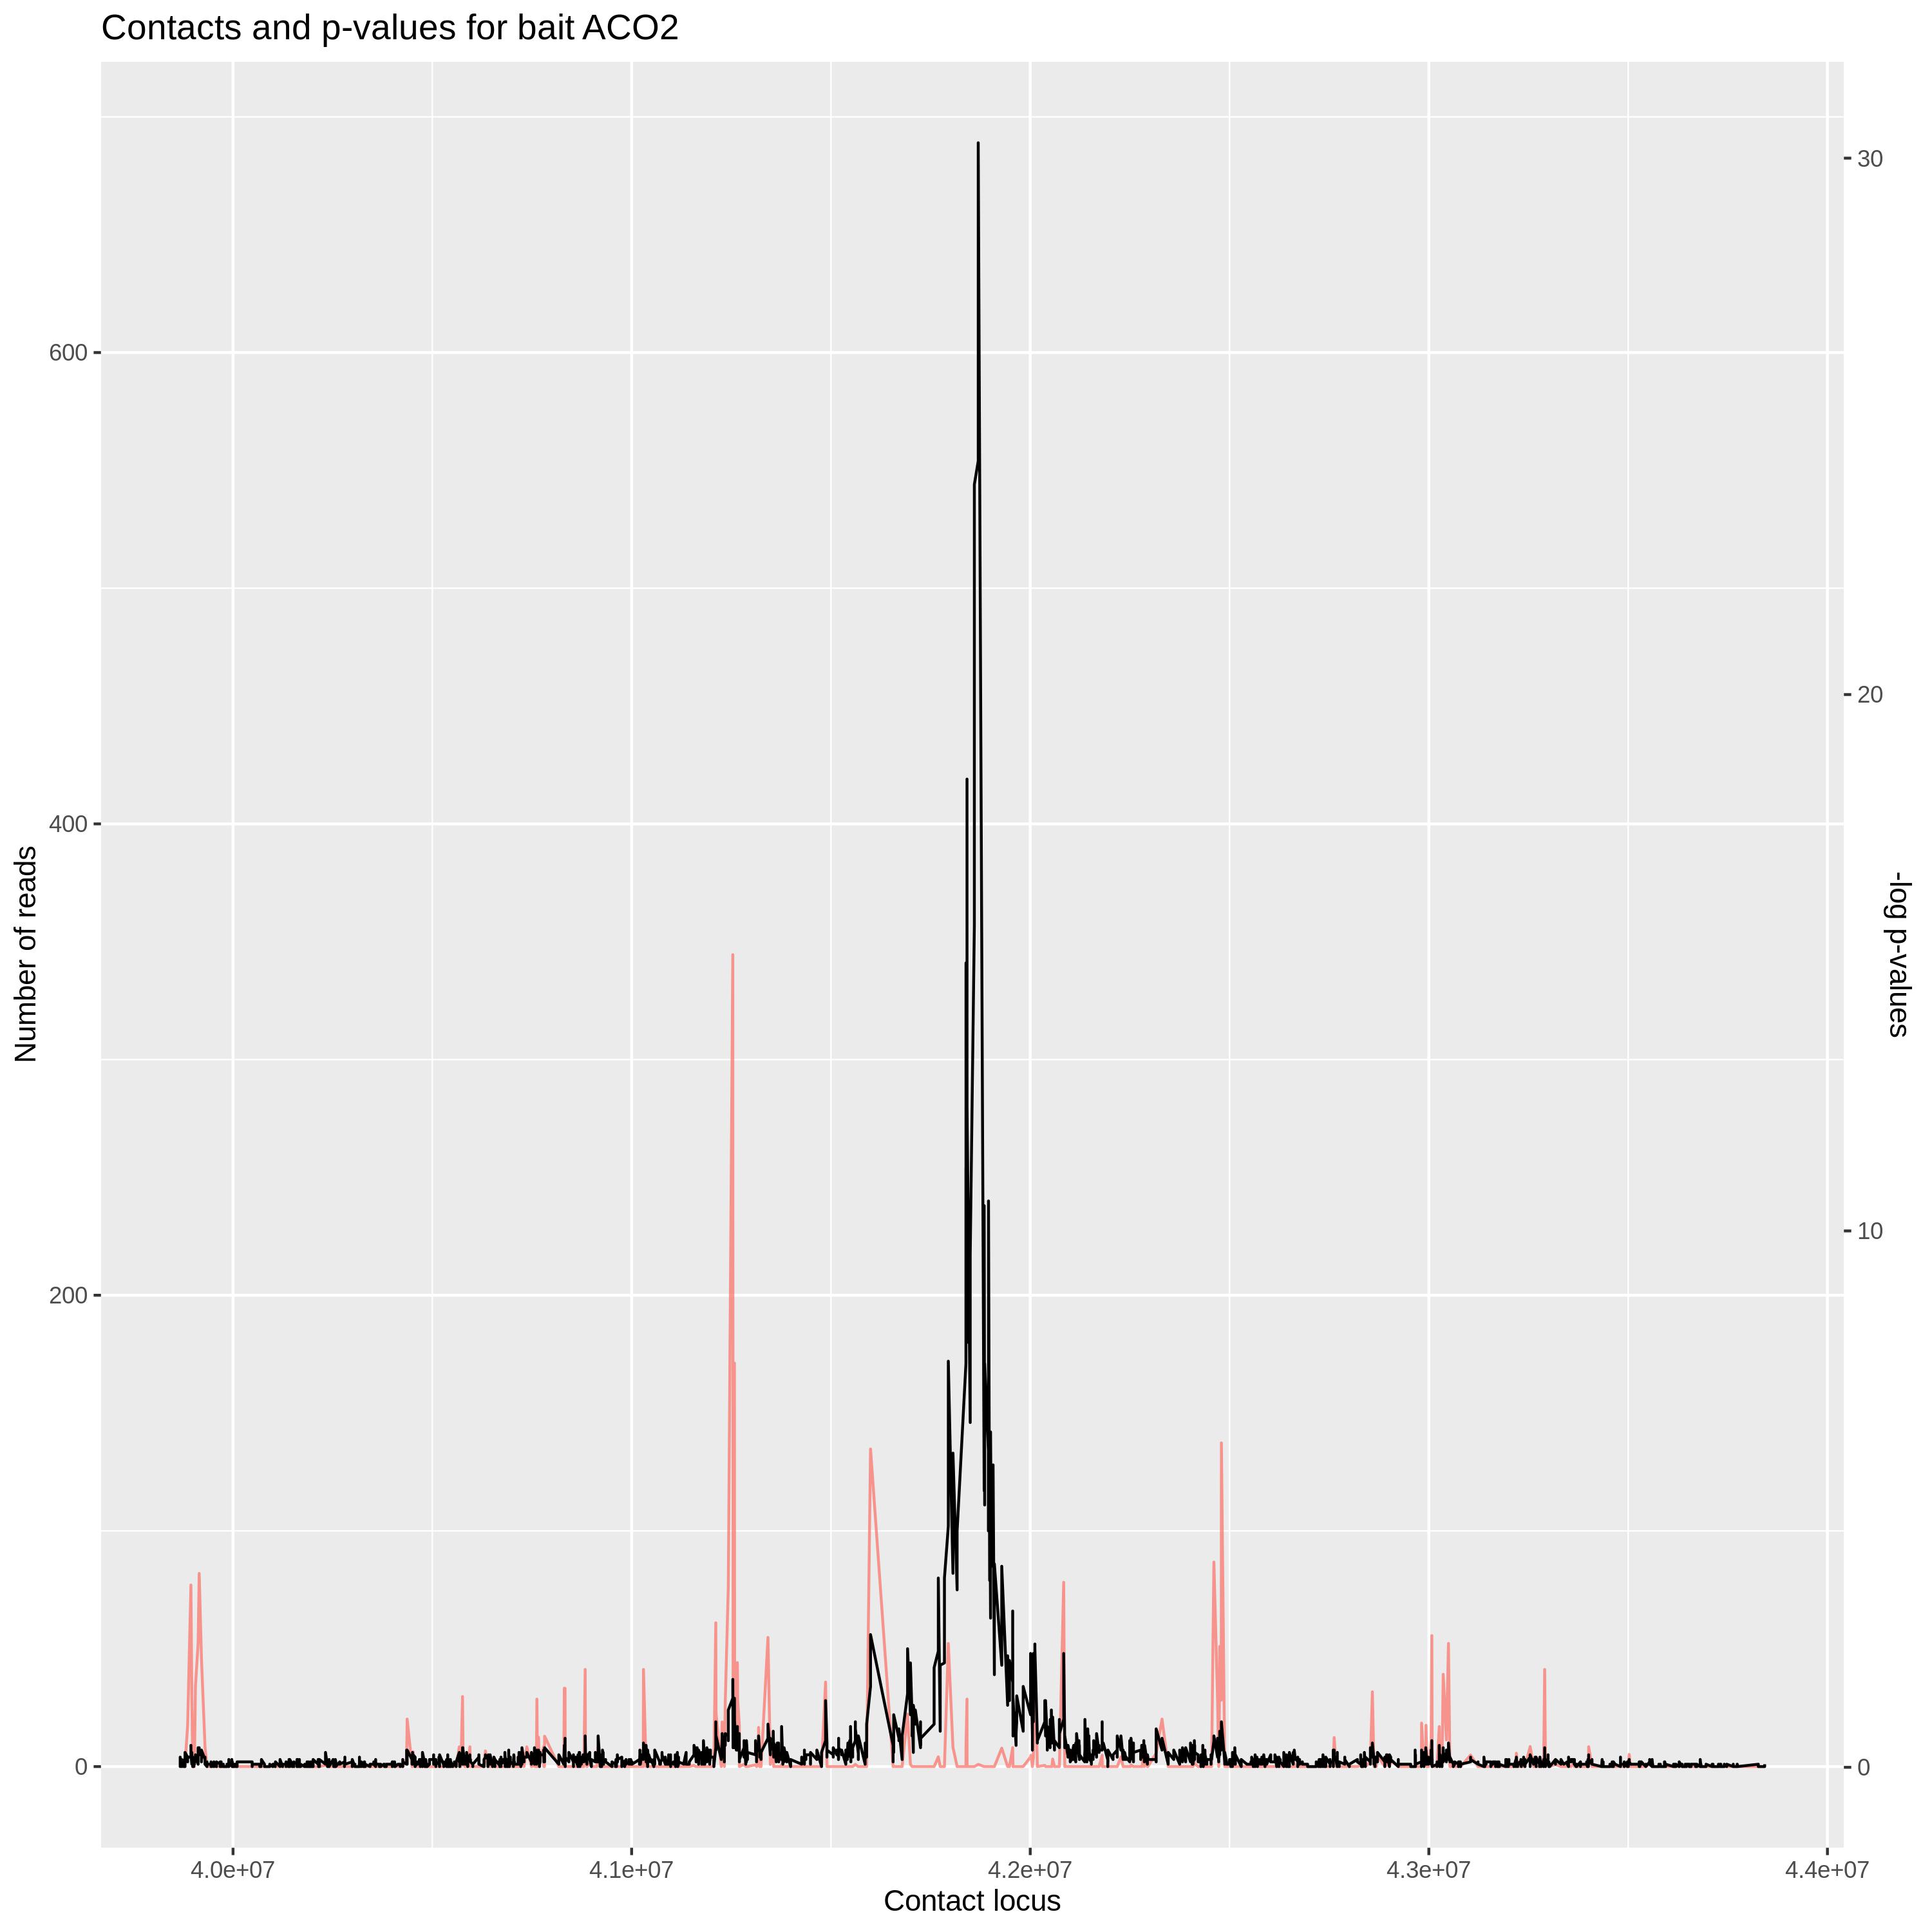 Contacts and p-values for bait ACO2
30
600
20
400
Number of reads
-log p-values
10
200
0
0
4.0e+07
4.1e+07
4.2e+07
4.3e+07
4.4e+07
Contact locus